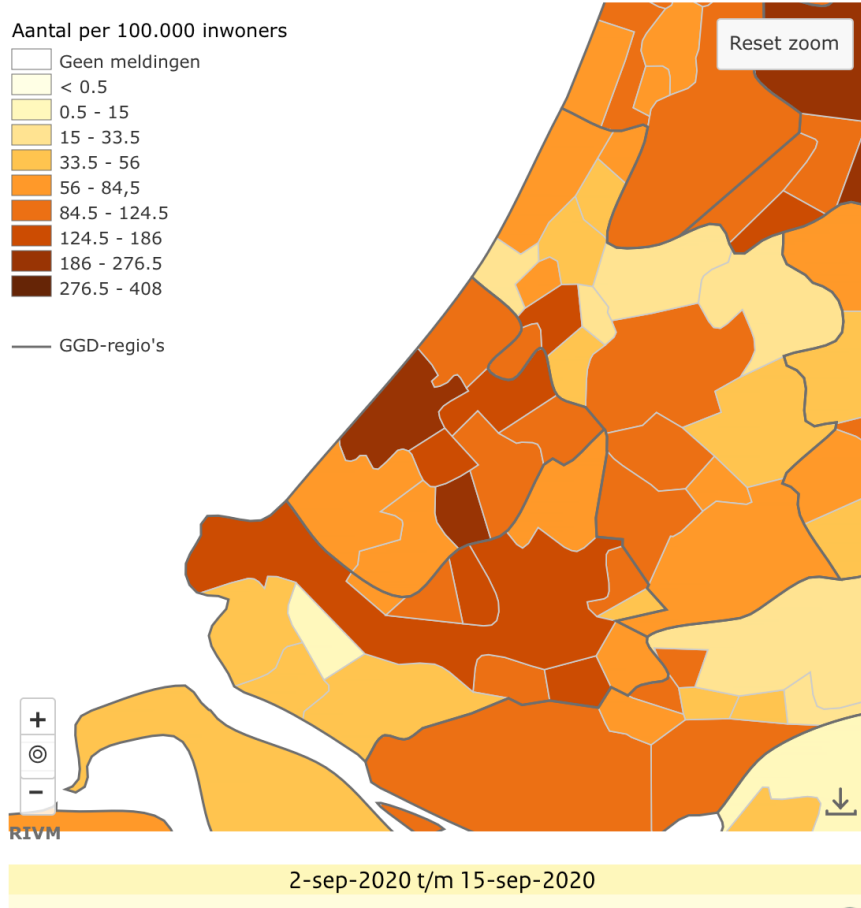 Aantal per 100.000 inwoners
Geen meldingen
< 0.5
0.5 - 15
15 - 33.5
33.5 - 56
56 - 84,5
84.5 - 124.5
124.5 - 186
186 - 276.5
276.5 - 408
GGD-regio's
Reset zoom
+
−
RIVM
2-sep-2020 t/m 15-sep-2020